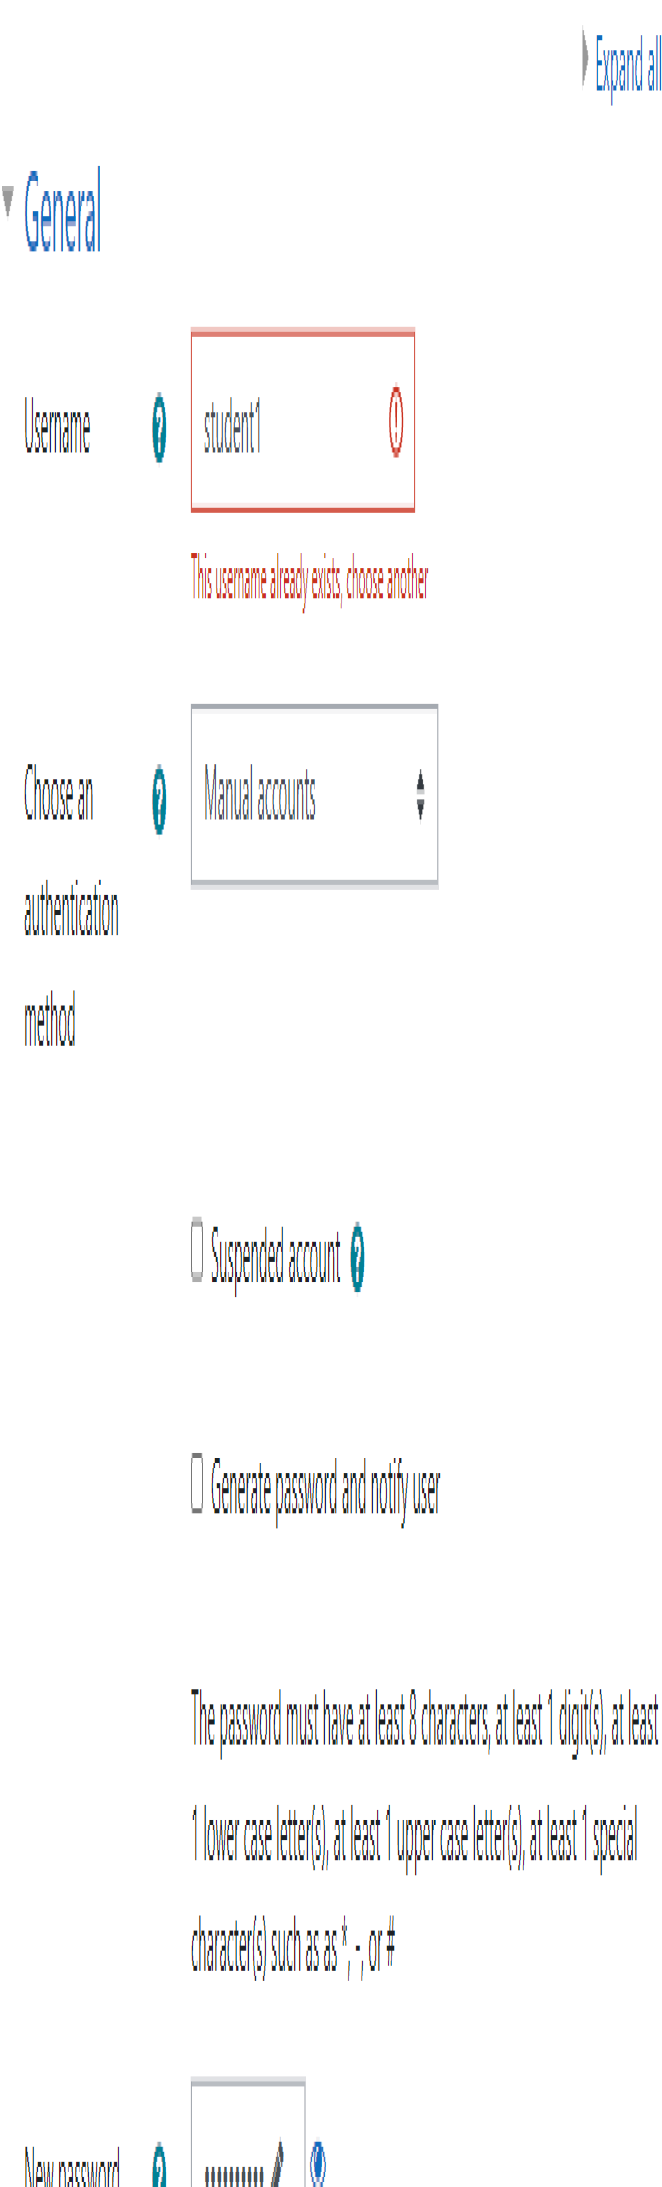 Expand all
General
Username
student1
This username already exists, choose another
Choose an
authentication
method
Manual accounts
Suspended account
Generate password and notify user
The password must have at least 8 characters, at least 1 digit(s), at least
1 lower case letter(s), at least 1 upper case letter(s), at least 1 special
character(s) such as as *, -, or #
New password